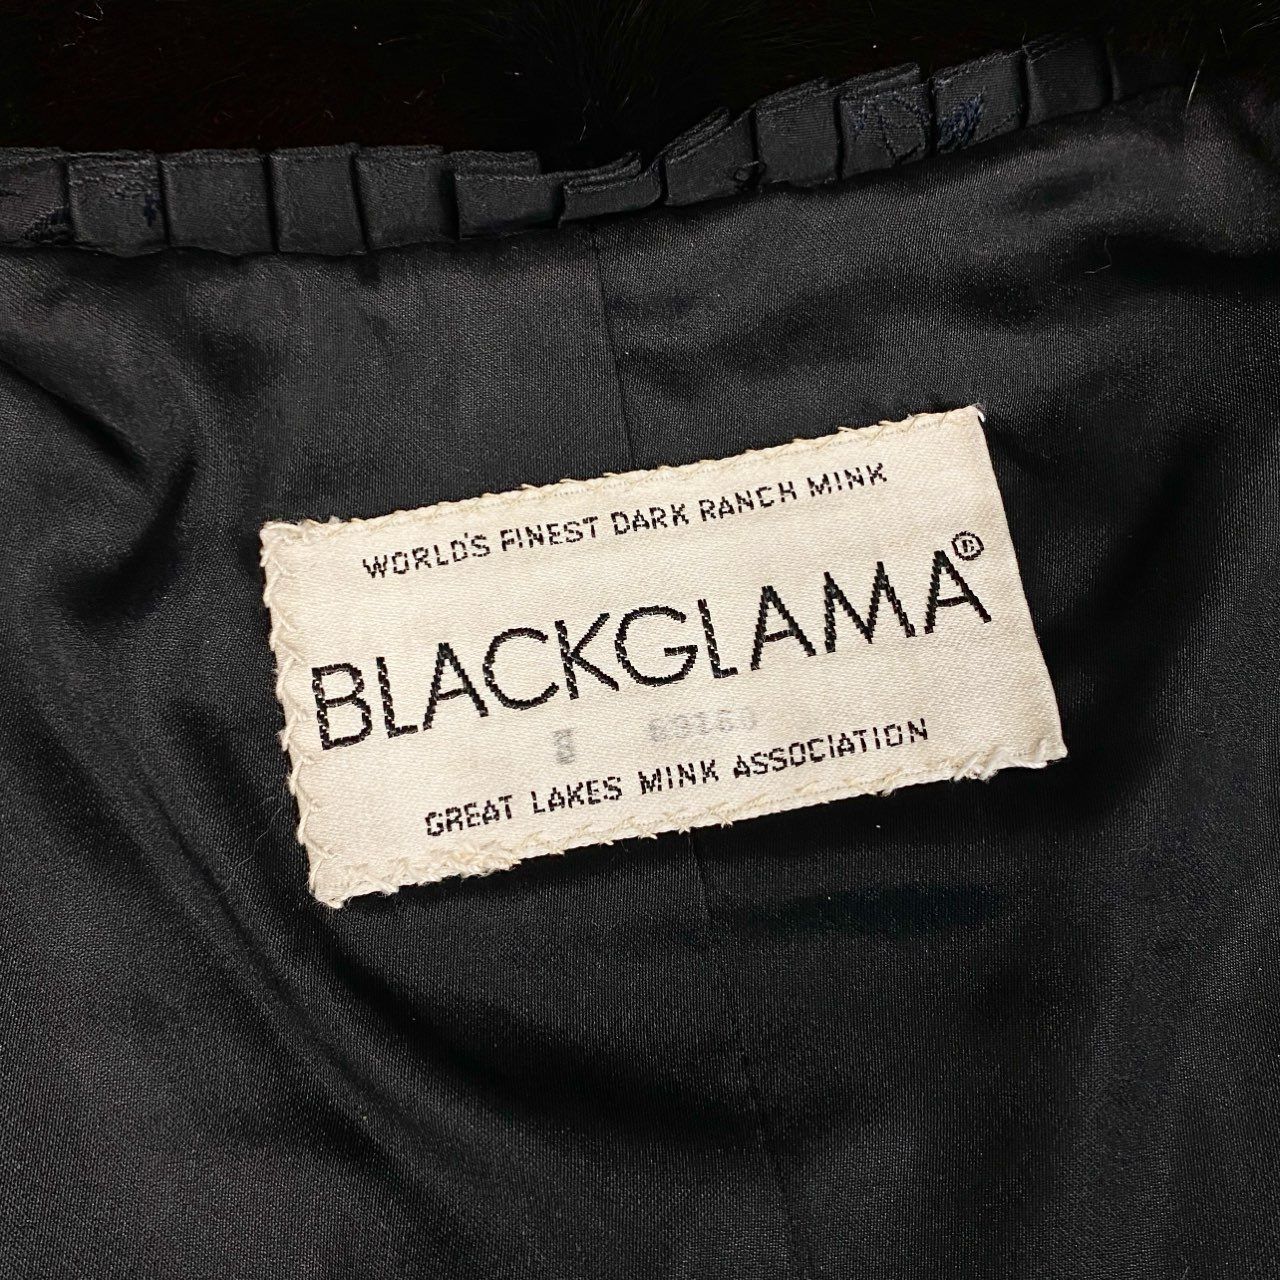 WORLD'S FINEST DARK RANCH MINK
BLACKGLAMA®
GREAT LAKES MINK ASSOCIATION